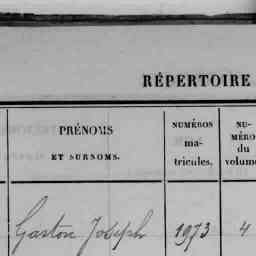 RÉPERTOIRE
PRÉNOMS
ET SURNOMS.
NUMÉROS
ma-
tricules.
NU-
MÉRO
du
volume
Gaston Joseph 1973 4